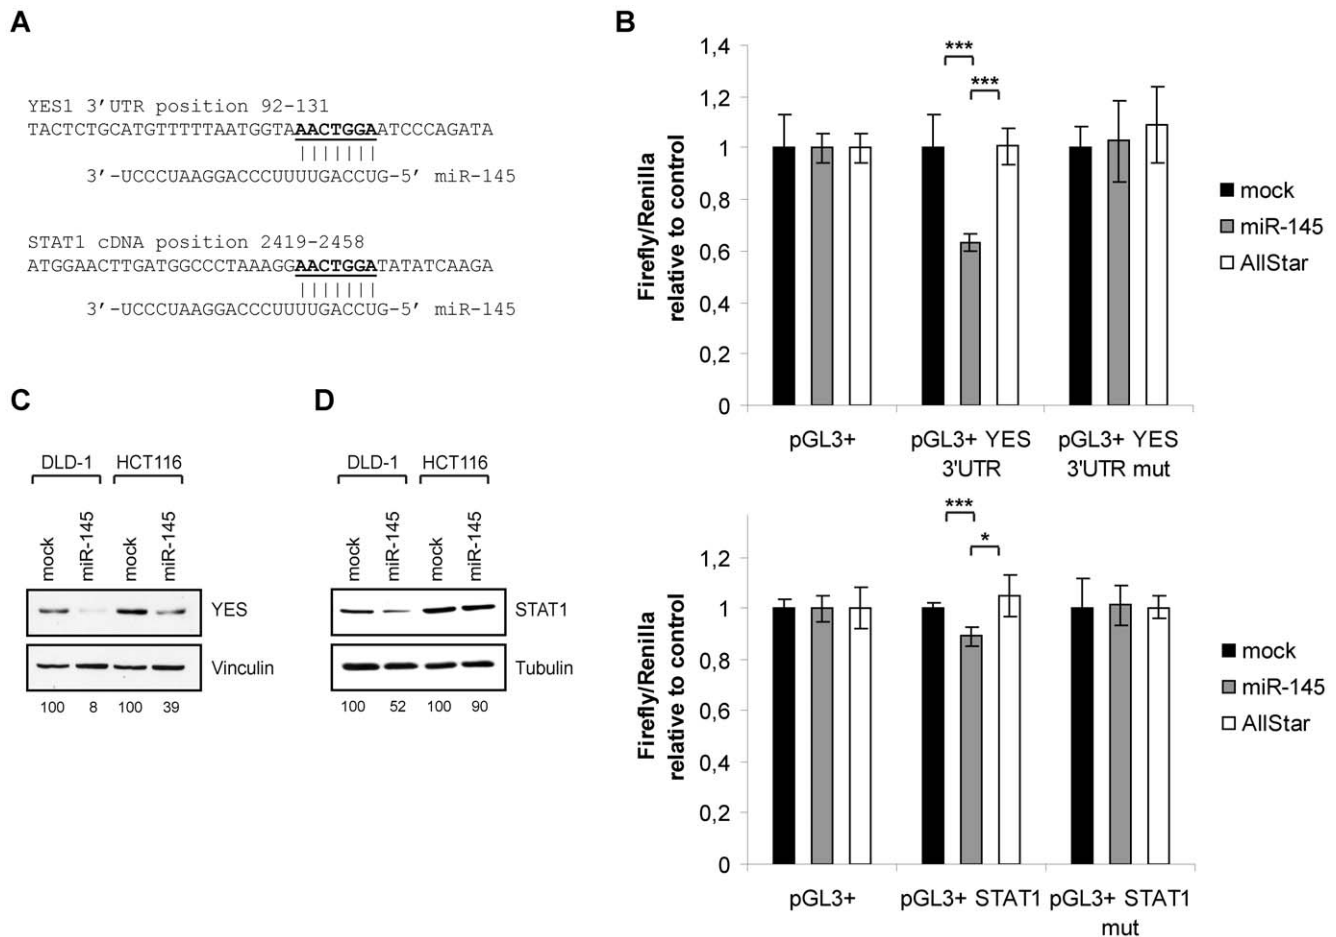 A
YES1 3′UTR position 92-131
TACTCTGCATGTTTTTAATGGTAAACTGGAATCCCAGATA
3′-UCCCUAAGGACCCUUUUGACCUG-5′ miR-145
STAT1 cDNA position 2419-2458
ATGGAACTTGATGGCCCTAAAGGAACTGGATATATCAAGA
3′-UCCCUAAGGACCCUUUUGACCUG-5′ miR-145
B
Firefly/Renilla
relative to control
1,4
1,2
1
0,8
0,6
0,4
0,2
0
***
***
pGL3+
pGL3+ YES
3'UTR
pGL3+ YES
3'UTR mut
mock
miR-145
AllStar
Firefly/Renilla
relative to control
1,2
1
0,8
0,6
0,4
0,2
0
***
*
pGL3+
pGL3+ STAT1
pGL3+ STAT1
mut
mock
miR-145
AllStar
C
DLD-1 HCT116
mock miR-145 mock miR-145
YES
Vinculin
100 8 100 39
D
DLD-1 HCT116
mock miR-145 mock miR-145
STAT1
Tubulin
100 52 100 90